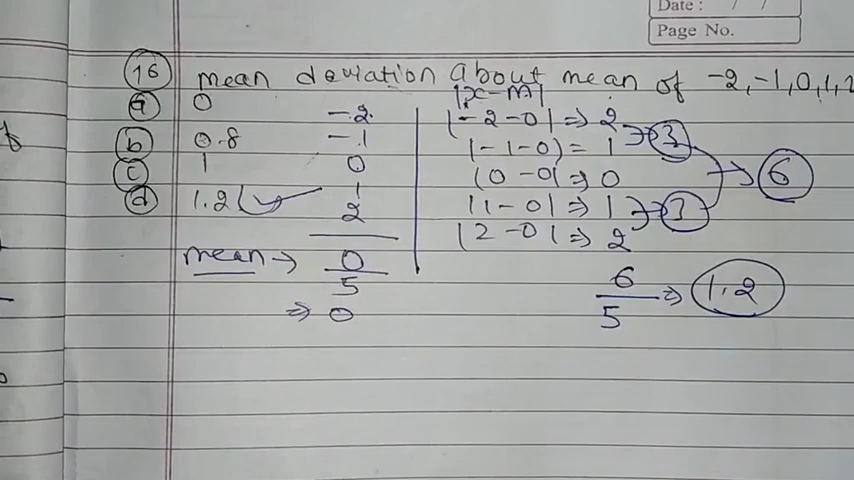 Date : / /
Page No.
16 mean deviation About mean of -2, -1, 0, 1, 2
|x-m|
a 0
b 0.8
c 1
d 1.2
-2
-1
0
1
2
mean → 0/5
⇒ 0
|-2-0| ⇒ 2
|-1-0) = 1 ⇒ 3
(0-0| ⇒ 0 → 6
|1-0| ⇒ 1 ⇒ 3
|2-0( ⇒ 2
6/5 ⇒ 1.2